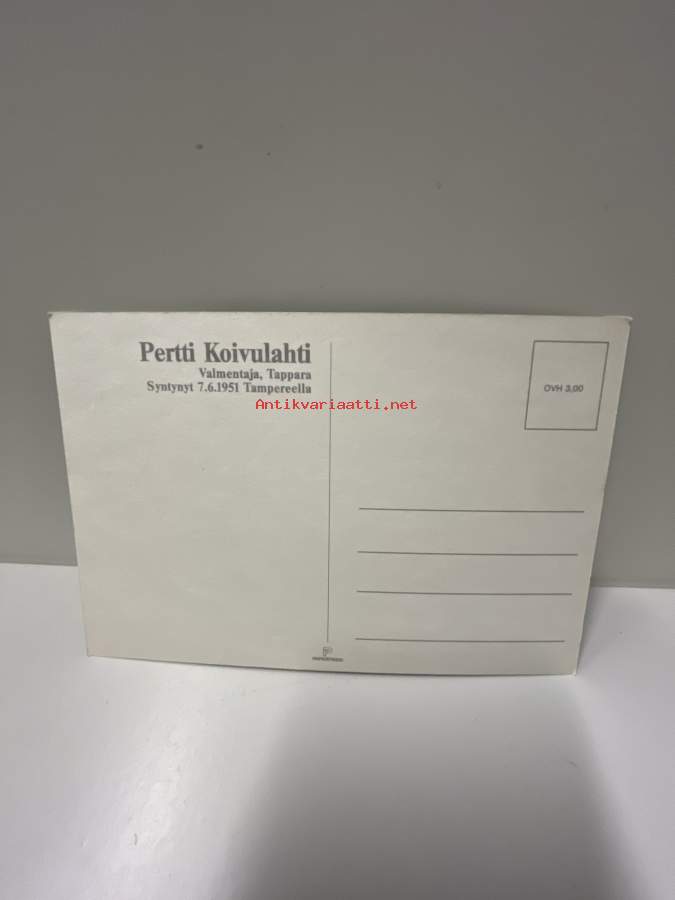 Pertti Koivulahti
Valmentaja, Tappara
Syntynyt 7.6.1951 Tampereella
Antikvariaatti.net
OVH 3,00